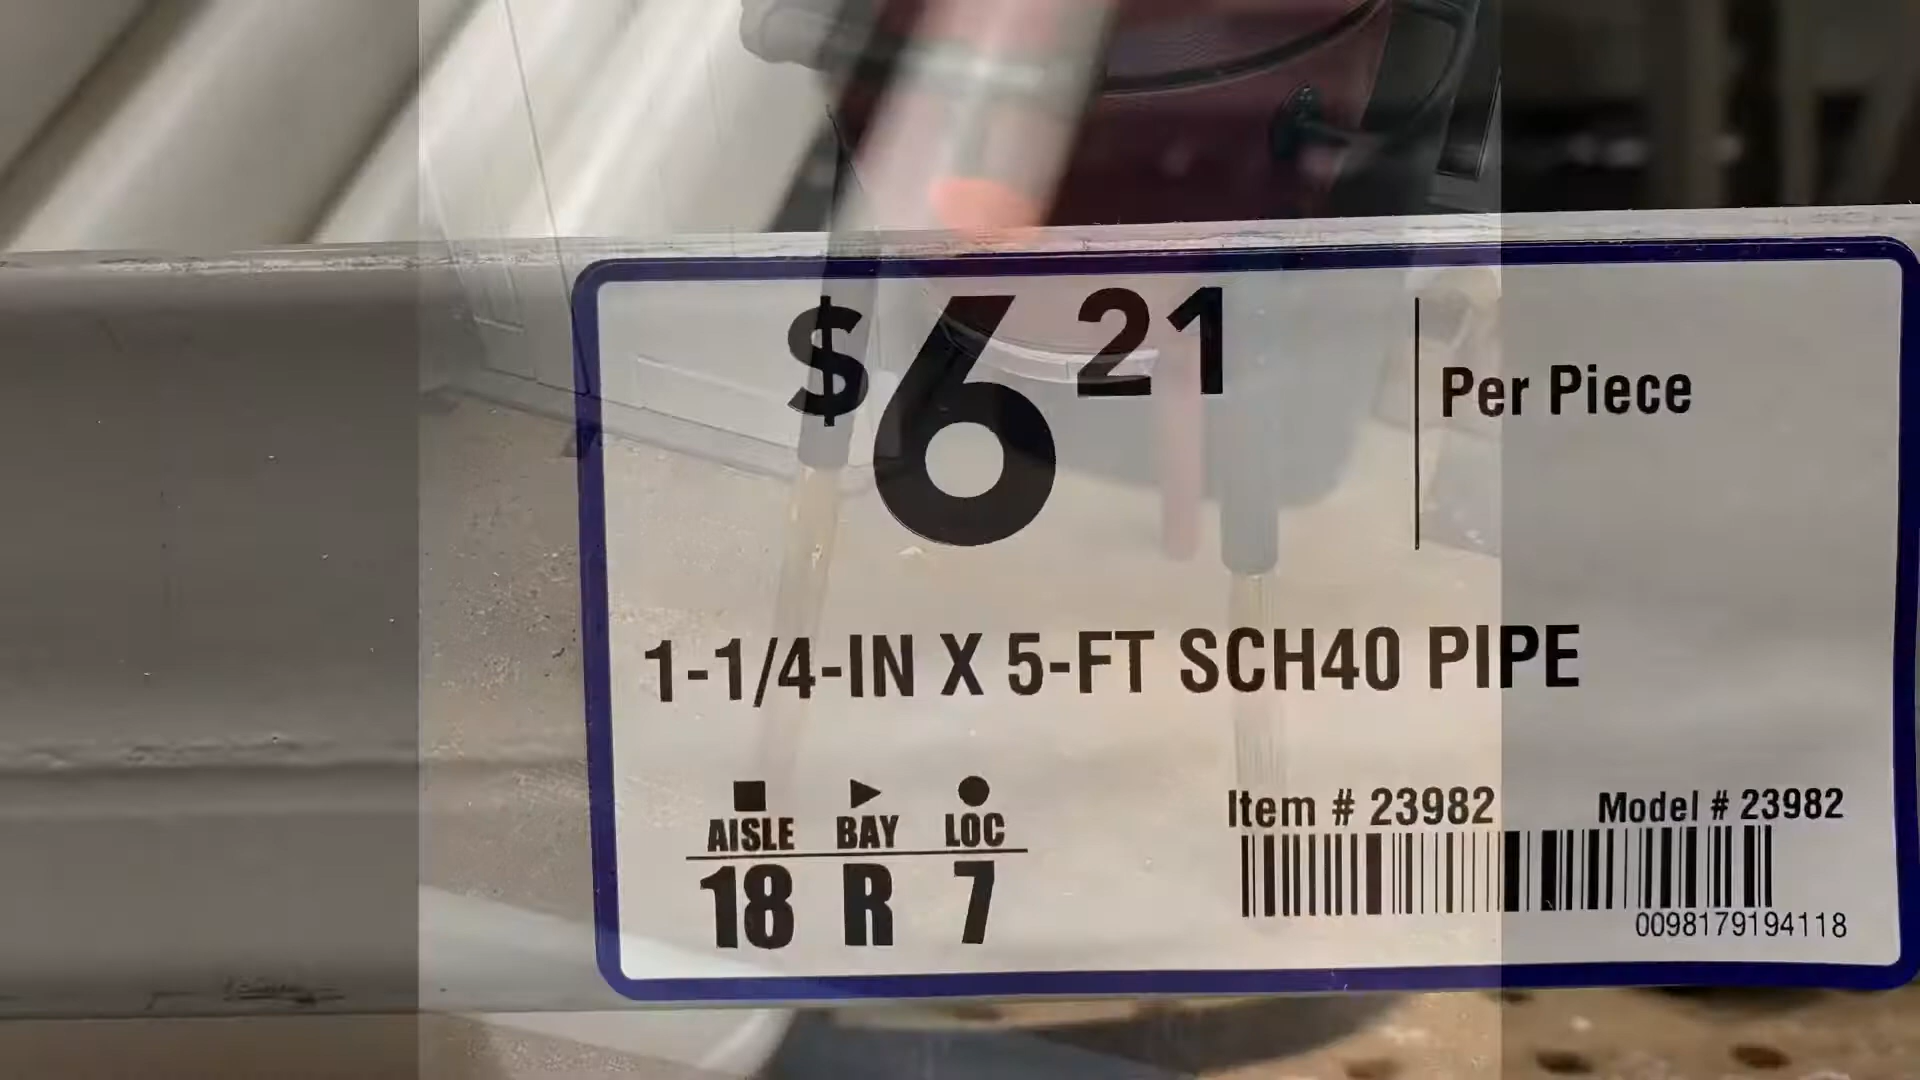 $6 21
Per Piece
1-1/4-IN X 5-FT SCH40 PIPE
AISLE BAY LOC
18 R 7
Item # 23982 Model # 23982
0098179194118